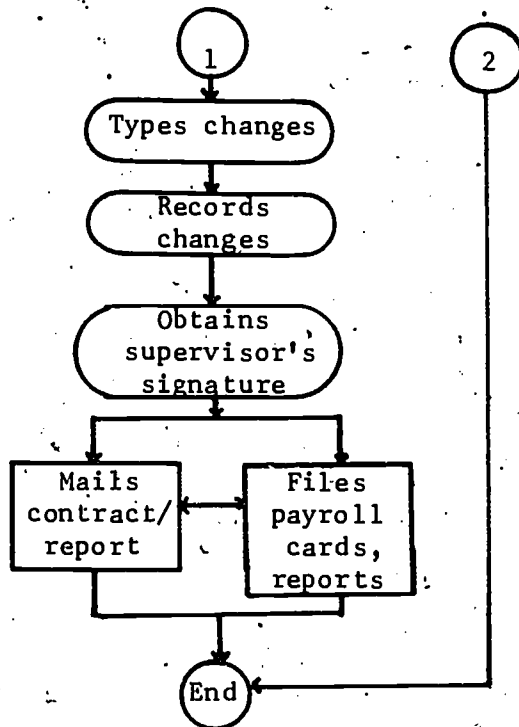 1
2
Types changes
Records
changes
Obtains
supervisor's
signature
Mails
contract/
report
Files
payroll
cards,
reports
End